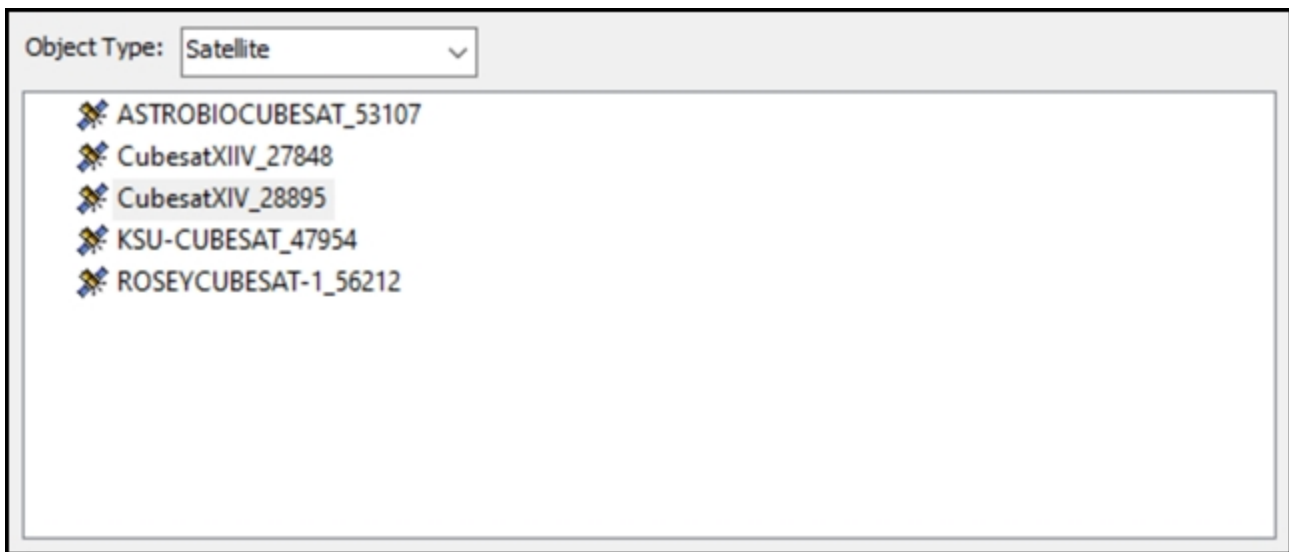 Object Type: Satellite
ASTROBIOCUBESAT_53107
CubesatXIIV_27848
CubesatXIV_28895
KSU-CUBESAT_47954
ROSEYCUBESAT-1_56212